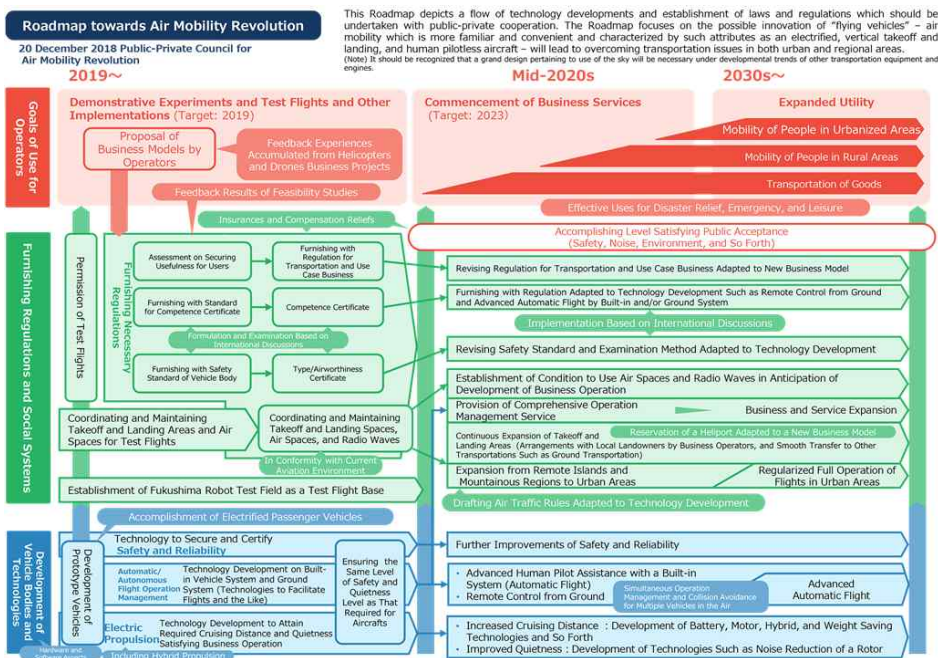 Roadmap towards Air Mobility Revolution
20 December 2018 Public-Private Council for
Air Mobility Revolution
This Roadmap depicts a flow of technology developments and establishment of laws and regulations which should be
undertaken with public-private cooperation. The Roadmap focuses on the possible innovation of "flying vehicles" – air
mobility which is more familiar and convenient and characterized by such attributes as an electrified, vertical takeoff and
landing, and human pilotless aircraft – will lead to overcoming transportation issues in both urban and regional areas.
(Note) It should be recognized that a grand design pertaining to use of the sky will be necessary under developmental trends of other transportation equipment and
engines.
2019～
Mid-2020s
2030s～
Goals of Use for
Operators
Demonstrative Experiments and Test Flights and Other
Implementations (Target: 2019)
Proposal of
Business Models by
Operators
Feedback Experiences
Accumulated from Helicopters
and Drones Business Projects
Feedback Results of Feasibility Studies
Commencement of Business Services
(Target: 2023)
Expanded Utility
Mobility of People in Urbanized Areas
Mobility of People in Rural Areas
Transportation of Goods
Effective Uses for Disaster Relief, Emergency, and Leisure
Accomplishing Level Satisfying Public Acceptance
(Safety, Noise, Environment, and So Forth)
Furnishing Regulations and Social Systems
Permission of Test Flights
Furnishing Necessary
Regulations
Insurances and Compensation Reliefs
Assessment on Securing
Usefulness for Users
Furnishing with
Regulation for
Transportation and Use
Case Business
Furnishing with Standard
for Competence Certificate
Competence Certificate
Formulation and Examination Based on
International Discussions
Furnishing with Safety
Standard of Vehicle Body
Type/Airworthiness
Certificate
Coordinating and Maintaining
Takeoff and Landing Areas and Air
Spaces for Test Flights
Coordinating and Maintaining
Takeoff and Landing Spaces,
Air Spaces, and Radio Waves
In Conformity with Current
Aviation Environment
Establishment of Fukushima Robot Test Field as a Test Flight Base
Revising Regulation for Transportation and Use Case Business Adapted to New Business Model
Furnishing with Regulation Adapted to Technology Development Such as Remote Control from Ground
and Advanced Automatic Flight by Built-in and/or Ground System
Implementation Based on International Discussions
Revising Safety Standard and Examination Method Adapted to Technology Development
Establishment of Condition to Use Air Spaces and Radio Waves in Anticipation of
Development of Business Operation
Provision of Comprehensive Operation
Management Service
Business and Service Expansion
Continuous Expansion of Takeoff and
Landing Areas (Arrangements with Local Landowners by Business Operators, and Smooth Transfer to Other
Transportations Such as Ground Transportation)
Reservation of a Heliport Adapted to a New Business Model
Expansion from Remote Islands and
Mountainous Regions to Urban Areas
Regularized Full Operation of
Flights in Urban Areas
Drafting Air Traffic Rules Adapted to Technology Development
Development of
Vehicle Bodies and
Technologies
Accomplishment of Electrified Passenger Vehicles
Development of
Prototype Vehicles
Technology to Secure and Certify
Safety and Reliability
Automatic/
Autonomous
Flight Operation
Management
Technology Development on Built-
in Vehicle System and Ground
System (Technologies to Facilitate
Flights and the Like)
Electric
Propulsion
Technology Development to Attain
Required Cruising Distance and Quietness
Satisfying Business Operation
Including Hybrid Propulsion
Hardware and
Ensuring the
Same Level
of Safety and
Quietness
Level as That
Required for
Aircrafts
Further Improvements of Safety and Reliability
・ Advanced Human Pilot Assistance with a Built-in
System (Automatic Flight)
・ Remote Control from Ground
Simultaneous Operation
Management and Collision Avoidance
for Multiple Vehicles in the Air
Advanced
Automatic Flight
・ Increased Cruising Distance : Development of Battery, Motor, Hybrid, and Weight Saving
Technologies and So Forth
・ Improved Quietness : Development of Technologies Such as Noise Reduction of a Rotor